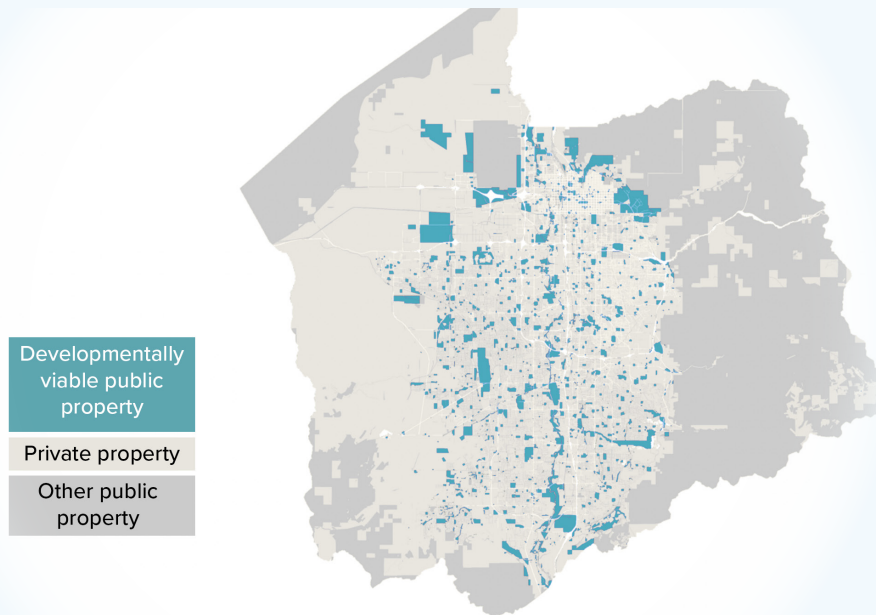 Developmentally
viable public
property
Private property
Other public
property